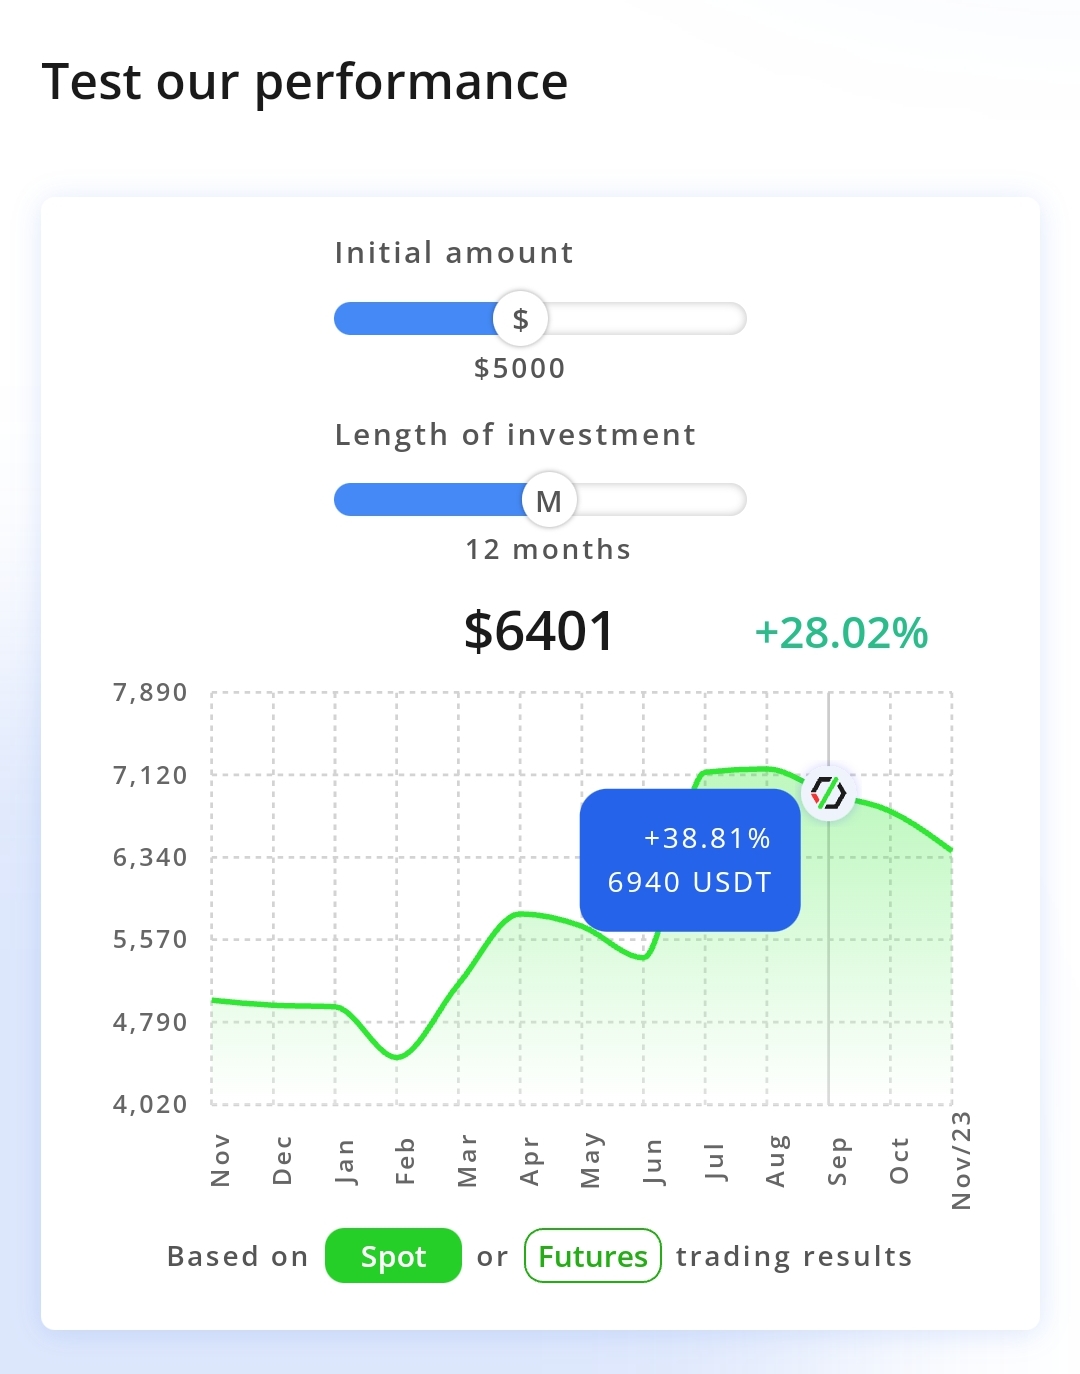 Test our performance
Initial amount
$
$5000
Length of investment
M
12 months
$6401 +28.02%
7,890
7,120
6,340
5,570
4,790
4,020
+38.81%
6940 USDT
Nov Dec Jan Feb Mar Apr May Jun Jul Aug Sep Oct Nov/23
Based on Spot or Futures trading results